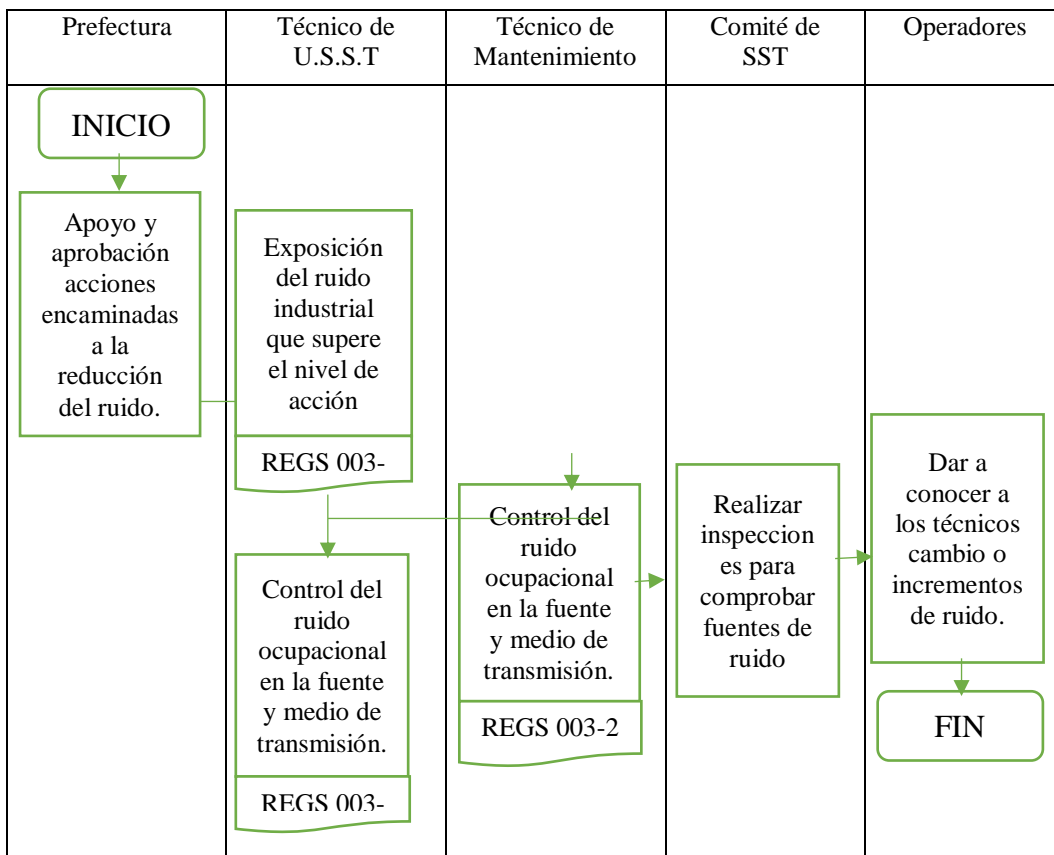 Prefectura
Técnico de
U.S.S.T
Técnico de
Mantenimiento
Comité de
SST
Operadores
INICIO
Apoyo y
aprobación
acciones
encaminadas
a la
reducción
del ruido.
Exposición
del ruido
industrial
que supere
el nivel de
acción
REGS 003-
Control del
ruido
ocupacional
en la fuente
y medio de
transmisión.
REGS 003-
Control del
ruido
ocupacional
en la fuente
y medio de
transmisión.
REGS 003-2
Realizar
inspeccion
es para
comprobar
fuentes de
ruido
Dar a
conocer a
los técnicos
cambio o
incrementos
de ruido.
FIN